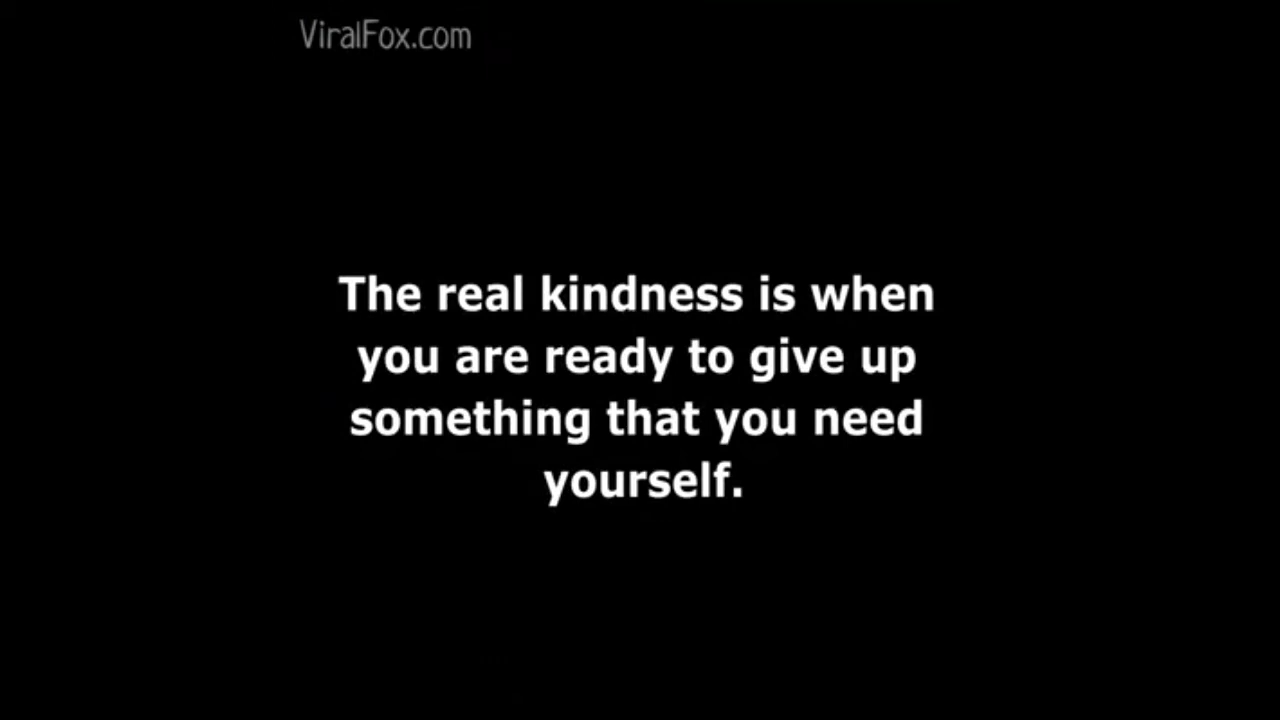 ViralFox.com
The real kindness is when
you are ready to give up
something that you need
yourself.